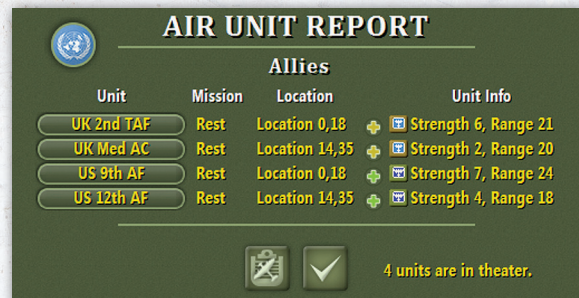 AIR UNIT REPORT
Allies
Unit Mission Location Unit Info
UK 2nd TAF Rest Location 0,18 Strength 6, Range 21
UK Med AC Rest Location 14,35 Strength 2, Range 20
US 9th AF Rest Location 0,18 Strength 7, Range 24
US 12th AF Rest Location 14,35 Strength 4, Range 18
4 units are in theater.